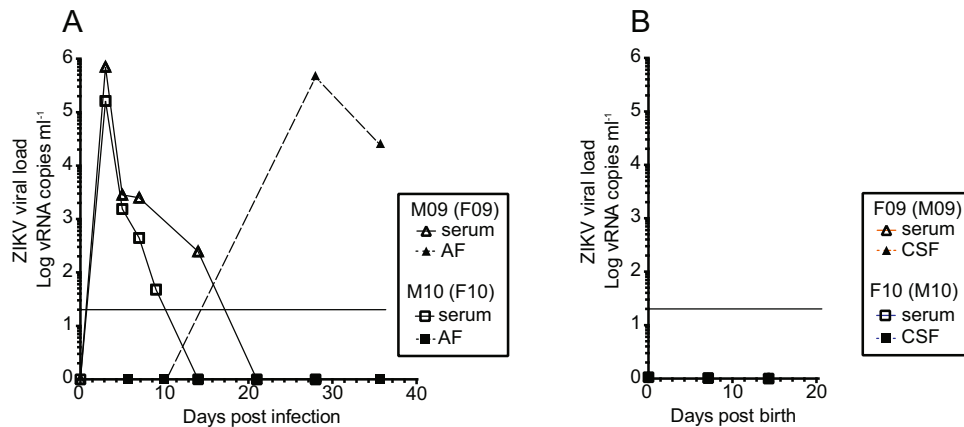 A
ZIKV viral load
Log vRNA copies ml-1
6
5
4
3
2
1
0
0 10 20 30 40
Days post infection
M09 (F09)
serum
AF
M10 (F10)
serum
AF
B
ZIKV viral load
Log vRNA copies ml-1
6
5
4
3
2
1
0
0 10 20
Days post birth
F09 (M09)
serum
CSF
F10 (M10)
serum
CSF